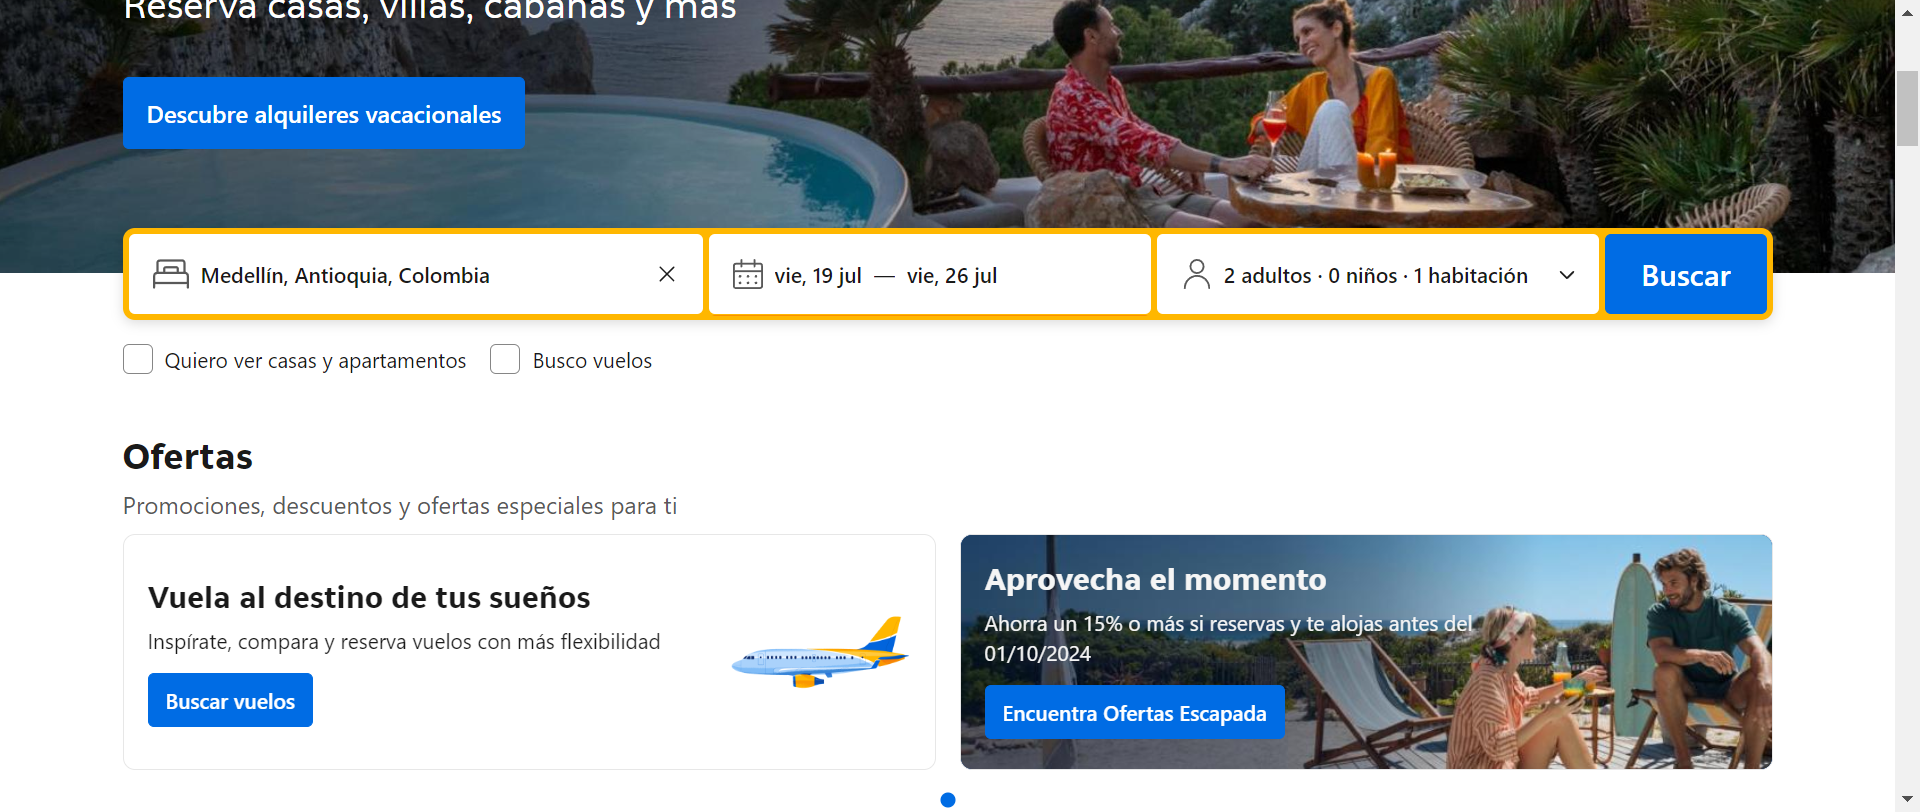 Reserva casas, villas, cabañas y más
Descubre alquileres vacacionales
Medellín, Antioquia, Colombia
vie, 19 jul — vie, 26 jul
2 adultos · 0 niños · 1 habitación
Buscar
Quiero ver casas y apartamentos
Busco vuelos
Ofertas
Promociones, descuentos y ofertas especiales para ti
Vuela al destino de tus sueños
Inspírate, compara y reserva vuelos con más flexibilidad
Buscar vuelos
Aprovecha el momento
Ahorra un 15% o más si reservas y te alojas antes del
01/10/2024
Encuentra Ofertas Escapada